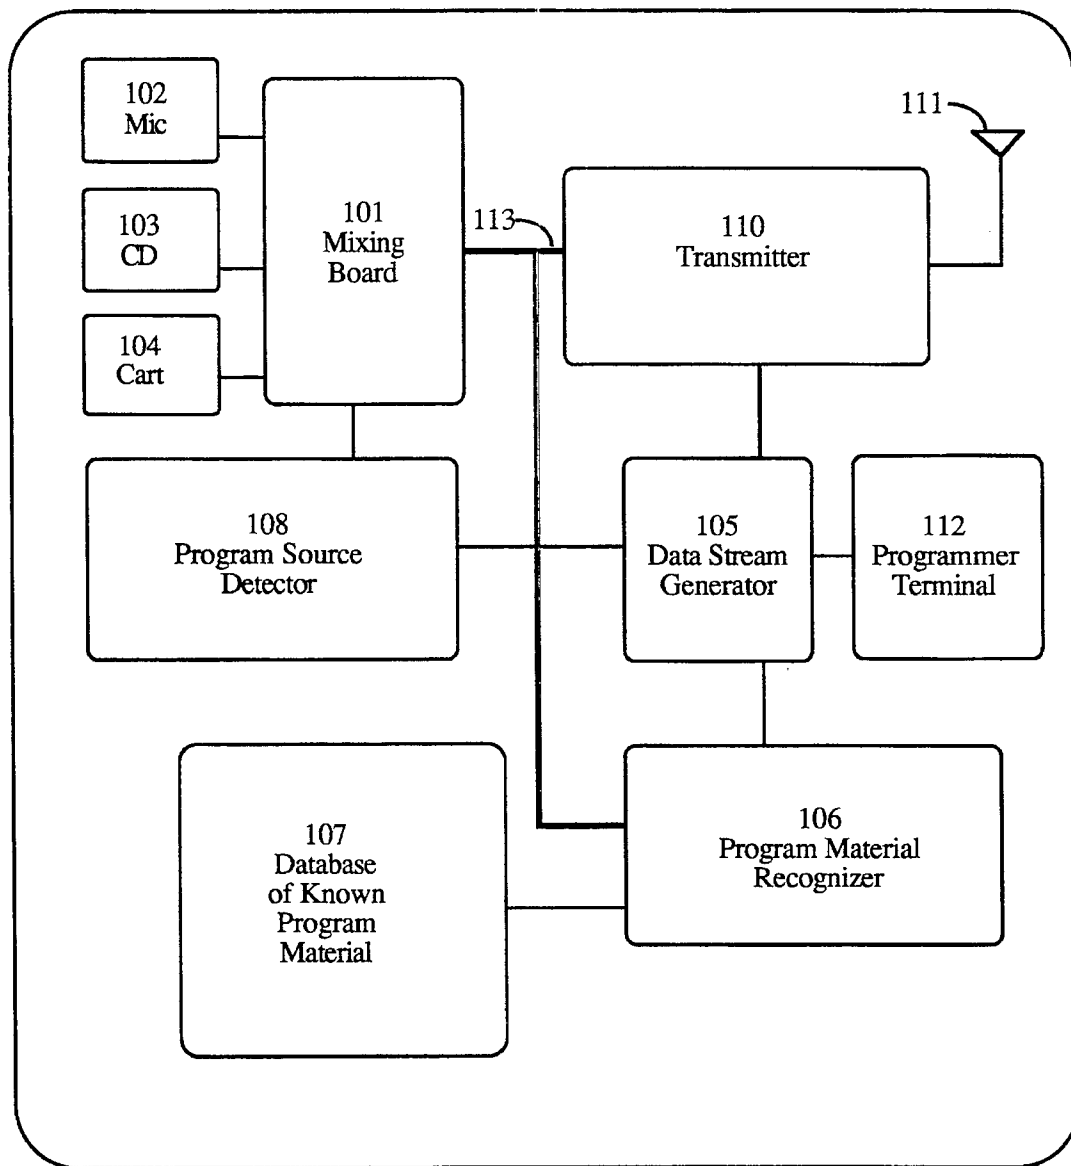 102
Mic
103
CD
104
Cart
101
Mixing
Board
113
110
Transmitter
111
108
Program Source
Detector
105
Data Stream
Generator
112
Programmer
Terminal
107
Database
of Known
Program
Material
106
Program Material
Recognizer